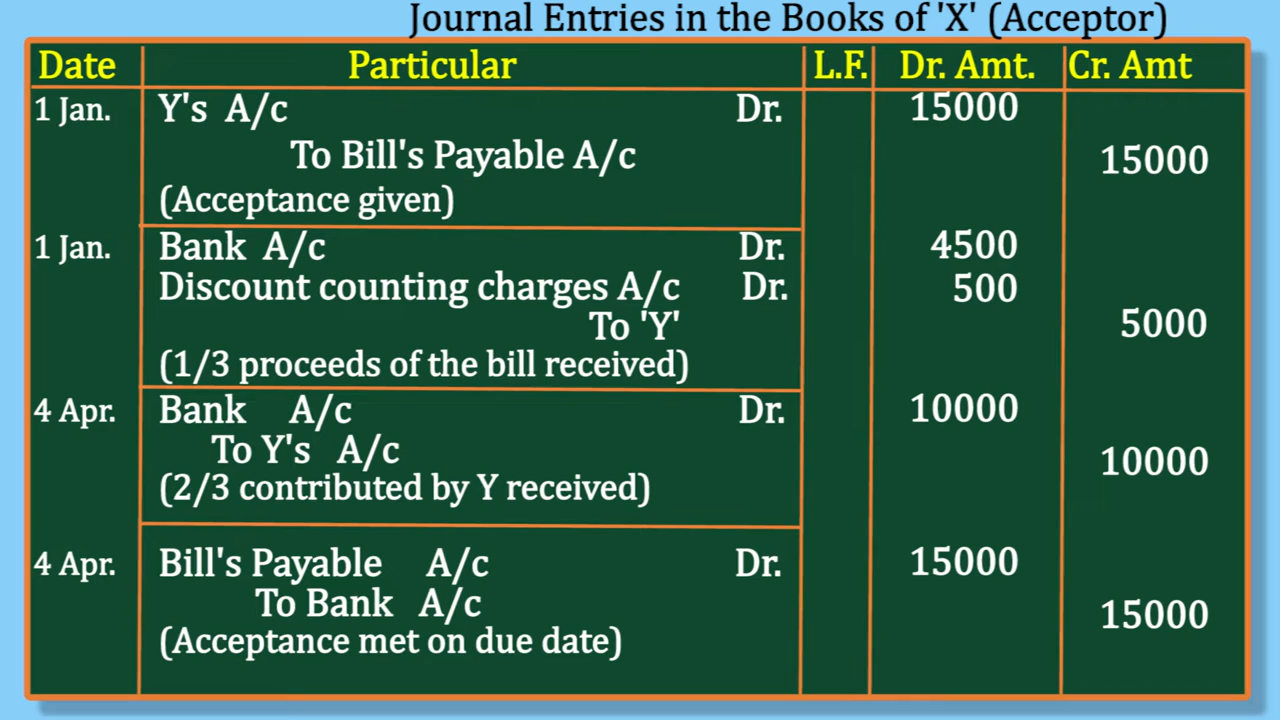 Journal Entries in the Books of 'X' (Acceptor)
Date Particular L.F. Dr. Amt. Cr. Amt
1 Jan. Y's A/c Dr. 15000
To Bill's Payable A/c 15000
(Acceptance given)
1 Jan. Bank A/c Dr. 4500
Discount counting charges A/c Dr. 500
To 'Y' 5000
(1/3 proceeds of the bill received)
4 Apr. Bank A/c Dr. 10000
To Y's A/c 10000
(2/3 contributed by Y received)
4 Apr. Bill's Payable A/c Dr. 15000
To Bank A/c 15000
(Acceptance met on due date)